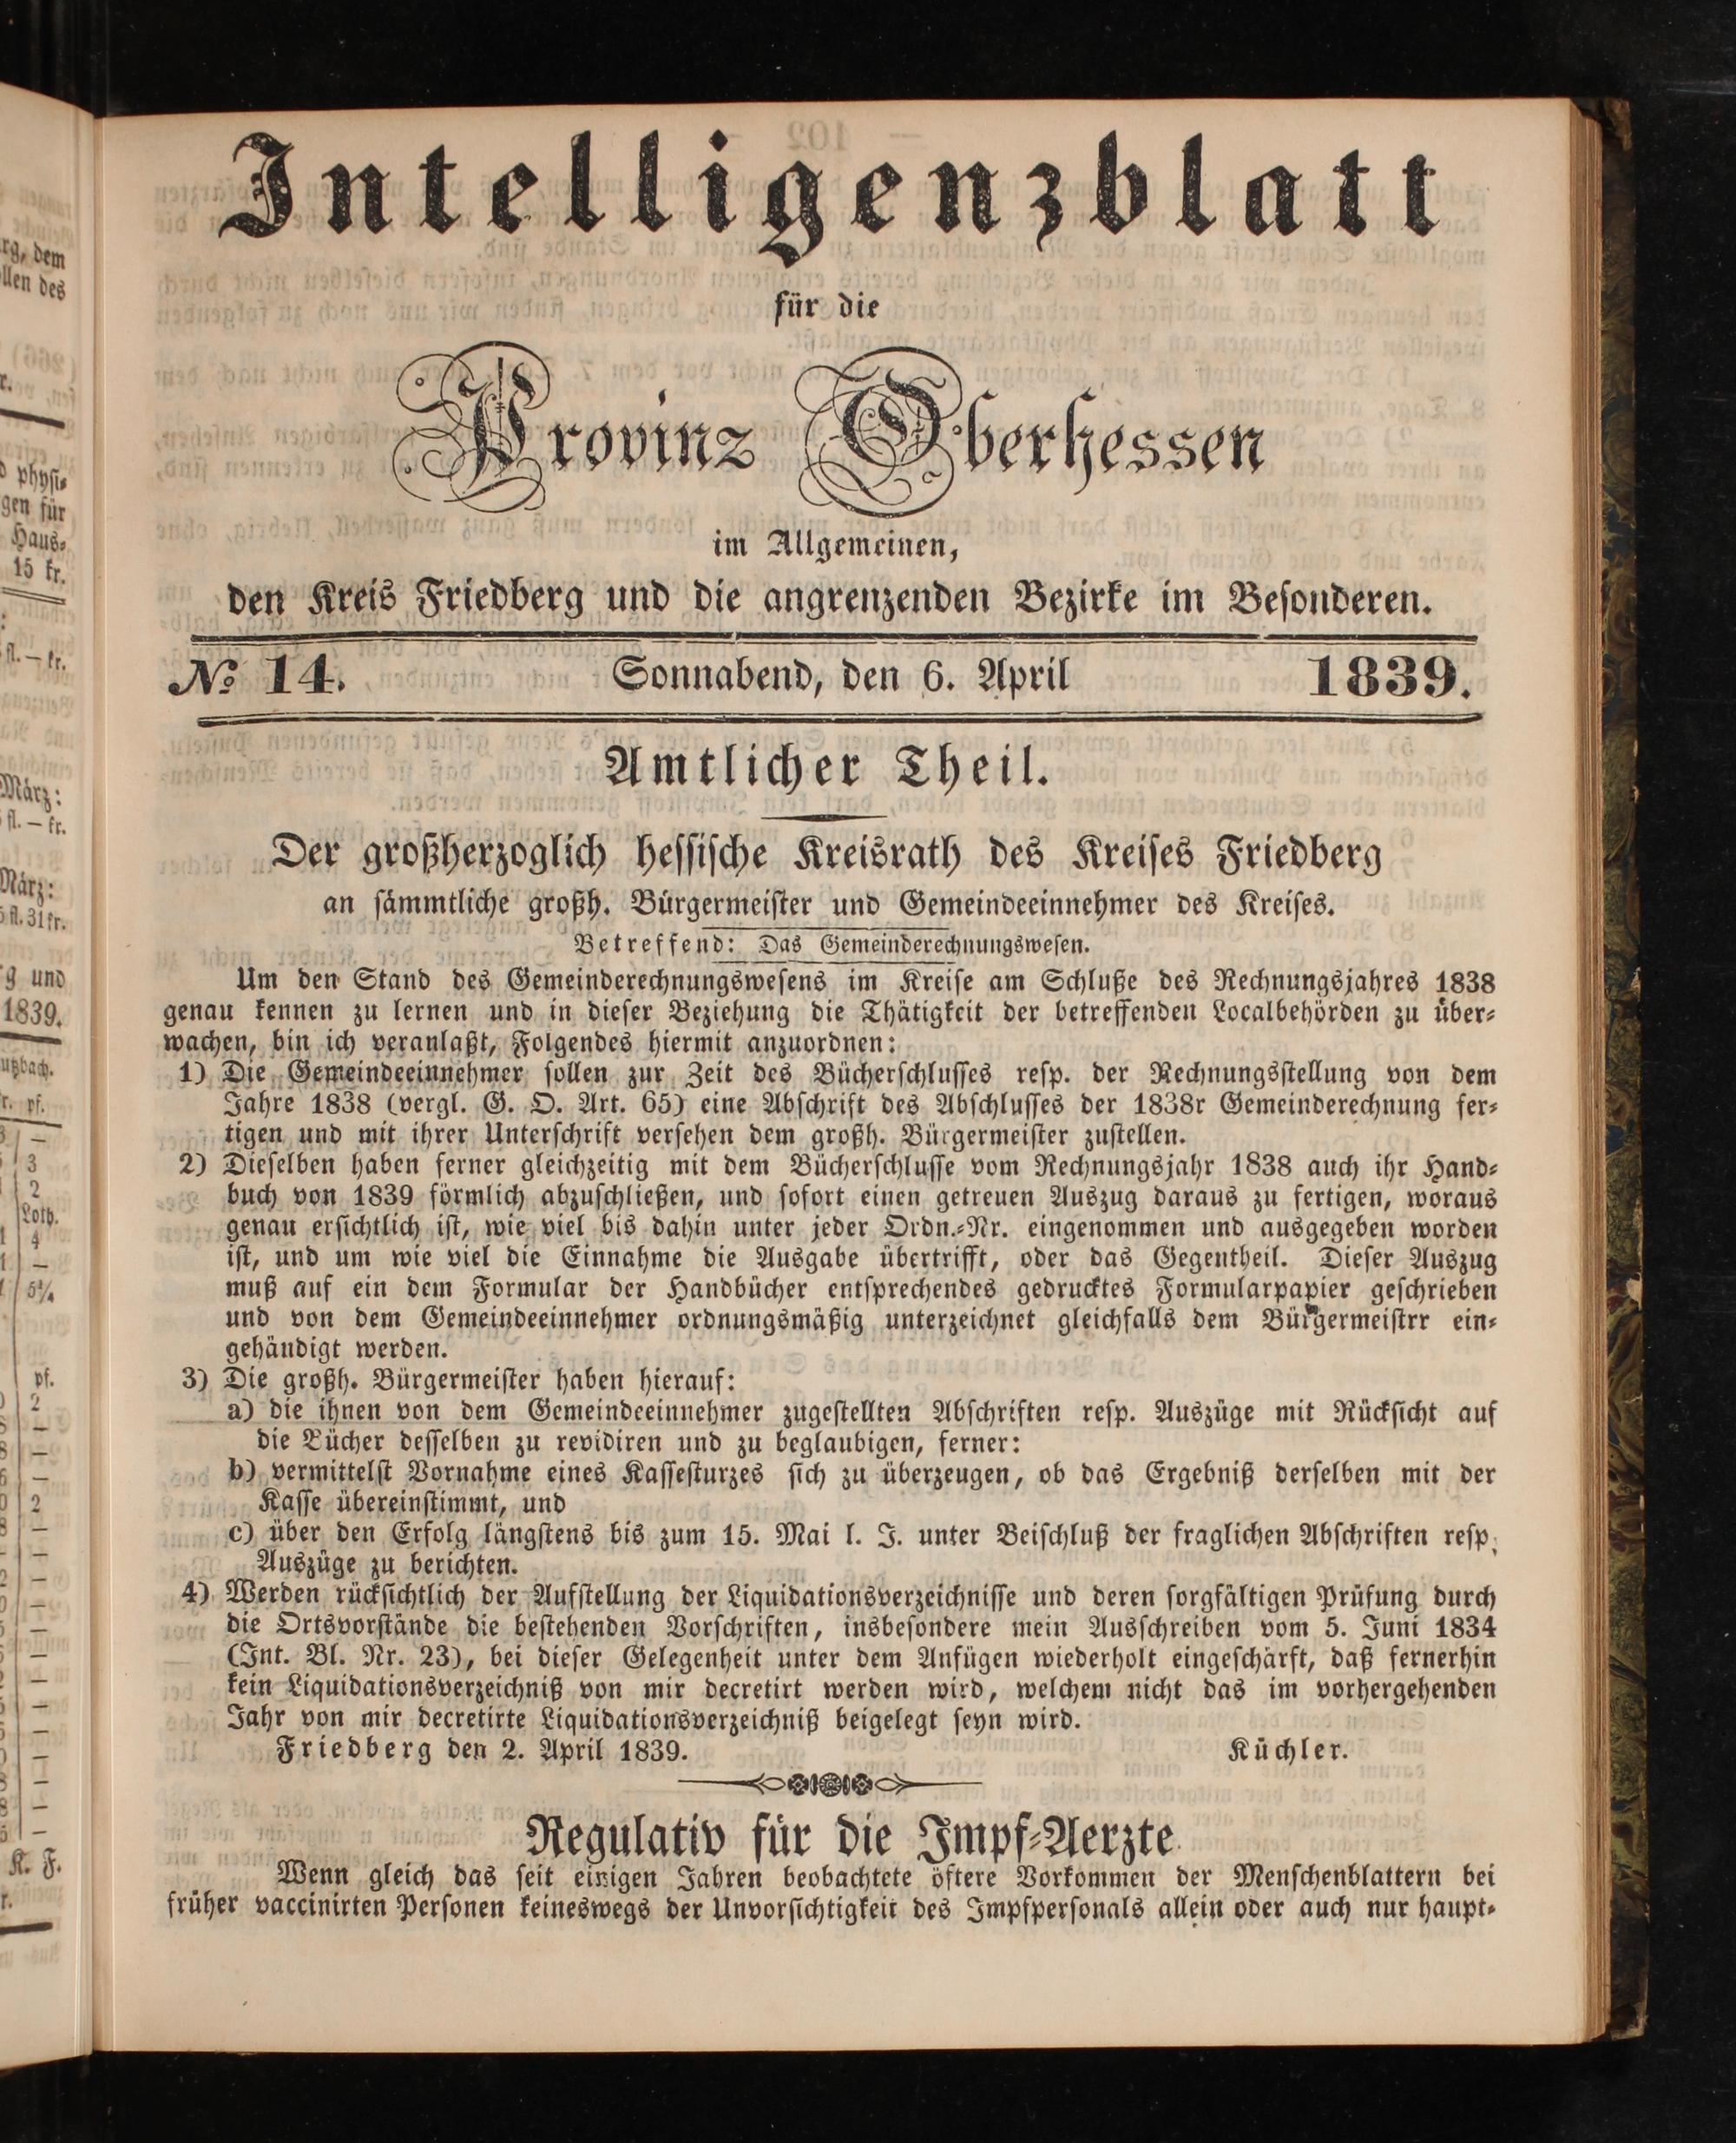 Intelligenzblatt
für die
Provinz Oberhessen
im Allgemeinen,
den Kreis Friedberg und die angrenzenden Bezirke im Beſonderen.
№ 14. Sonnabend, den 6. April 1839.
Amtlicher Theil.
Der großherzoglich heſſiſche Kreisrath des Kreiſes Friedberg
an ſämmtliche großh. Bürgermeiſter und Gemeindeeinnehmer des Kreiſes.
Betreffend: Das Gemeinderechnungsweſen.
Um den Stand des Gemeinderechnungsweſens im Kreiſe am Schluße des Rechnungsjahres 1838
genau kennen zu lernen und in dieſer Beziehung die Thätigkeit der betreffenden Localbehörden zu über⸗
wachen, bin ich veranlaßt, Folgendes hiermit anzuordnen:
1) Die Gemeindeeinnehmer ſollen zur Zeit des Bücherſchluſſes reſp. der Rechnungsſtellung von dem
Jahre 1838 (vergl. G. O. Art. 65) eine Abſchrift des Abſchluſſes der 1838r Gemeinderechnung fer⸗
tigen und mit ihrer Unterſchrift verſehen dem großh. Bürgermeiſter zuſtellen.
2) Dieſelben haben ferner gleichzeitig mit dem Bücherſchluſſe vom Rechnungsjahr 1838 auch ihr Hand⸗
buch von 1839 förmlich abzuſchließen, und ſofort einen getreuen Auszug daraus zu fertigen, woraus
genau erſichtlich iſt, wie viel bis dahin unter jeder Ordn.⸗Nr. eingenommen und ausgegeben worden
iſt, und um wie viel die Einnahme die Ausgabe übertrifft, oder das Gegentheil. Dieſer Auszug
muß auf ein dem Formular der Handbücher entſprechendes gedrucktes Formularpapier geſchrieben
und von dem Gemeindeeinnehmer ordnungsmäßig unterzeichnet gleichfalls dem Bürgermeiſtrr ein⸗
gehändigt werden.
3) Die großh. Bürgermeiſter haben hierauf:
a) die ihnen von dem Gemeindeeinnehmer zugeſtellten Abſchriften reſp. Auszüge mit Rückſicht auf
die Bücher deſſelben zu revidiren und zu beglaubigen, ferner:
b) vermittelſt Vornahme eines Kaſſeſturzes ſich zu überzeugen, ob das Ergebniß derſelben mit der
Kaſſe übereinſtimmt, und
c) über den Erfolg längſtens bis zum 15. Mai l. J. unter Beiſchluß der fraglichen Abſchriften reſp.
Auszüge zu berichten.
4) Werden rückſichtlich der Aufſtellung der Liquidationsverzeichniſſe und deren ſorgfältigen Prüfung durch
die Ortsvorſtände die beſtehenden Vorſchriften, insbeſondere mein Ausſchreiben vom 5. Juni 1834
(Int. Bl. Nr. 23), bei dieſer Gelegenheit unter dem Anfügen wiederholt eingeſchärft, daß fernerhin
kein Liquidationsverzeichniß von mir decretirt werden wird, welchem nicht das im vorhergehenden
Jahr von mir decretirte Liquidationsverzeichniß beigelegt ſeyn wird.
Friedberg den 2. April 1839. Küchler.
Regulativ für die Impf⸗Aerzte
Wenn gleich das ſeit einigen Jahren beobachtete öftere Vorkommen der Menſchenblattern bei
früher vaccinirten Perſonen keineswegs der Unvorſichtigkeit des Impfperſonals allein oder auch nur haupt⸗